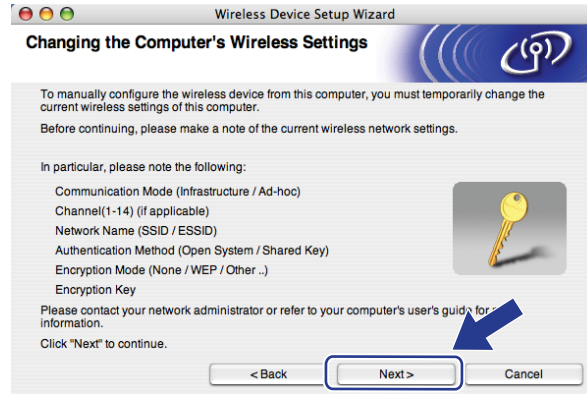 Wireless Device Setup Wizard
Changing the Computer's Wireless Settings
To manually configure the wireless device from this computer, you must temporarily change the
current wireless settings of this computer.
Before continuing, please make a note of the current wireless network settings.
In particular, please note the following:
Communication Mode (Infrastructure / Ad-hoc)
Channel(1-14) (if applicable)
Network Name (SSID / ESSID)
Authentication Method (Open System / Shared Key)
Encryption Mode (None / WEP / Other ..)
Encryption Key
Please contact your network administrator or refer to your computer's user's guide for
information.
Click "Next" to continue.
< Back Next > Cancel